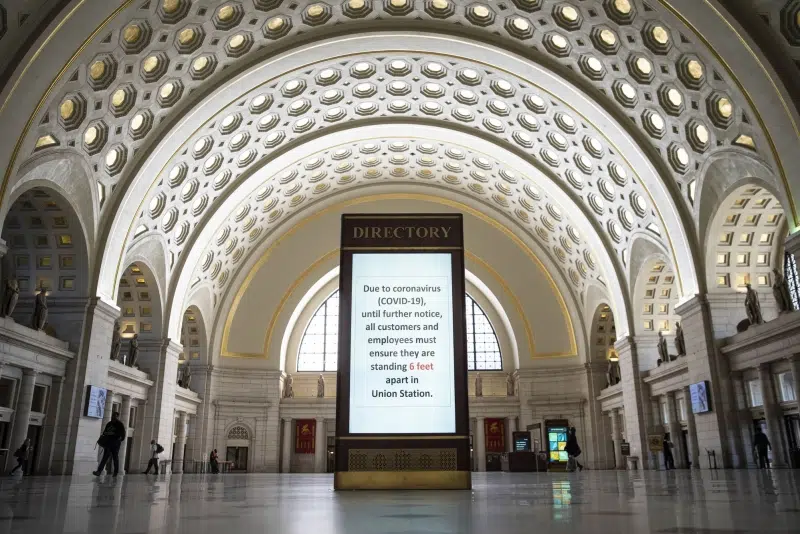 DIRECTORY
Due to coronavirus
(COVID-19),
until further notice,
all customers and
employees must
ensure they are
standing 6 feet
apart in
Union Station.